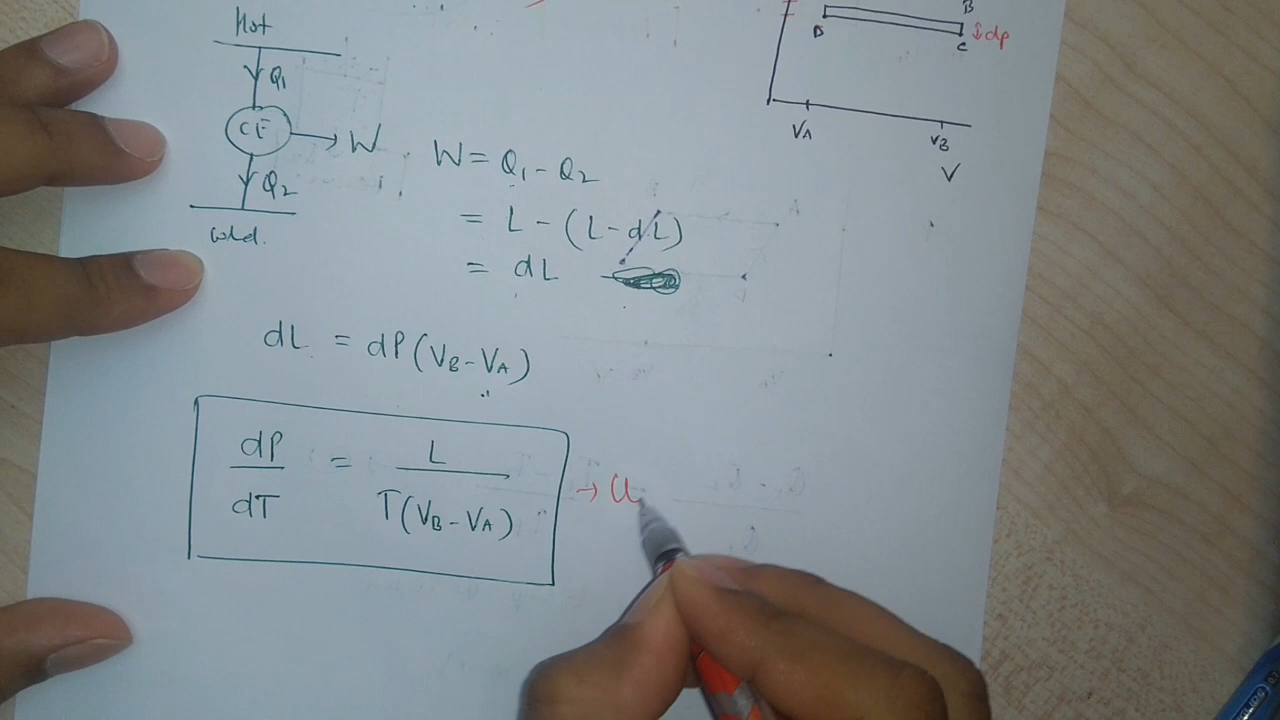 Hot
Q1
CE → W
Q2
Cold.
B
D
C
↕dp
VA
VB
V
W = Q1 - Q2
= L - (L - dL)
= dL
dL = dP(VB - VA)
dP/dT = L/T(VB - VA)
→ Cl